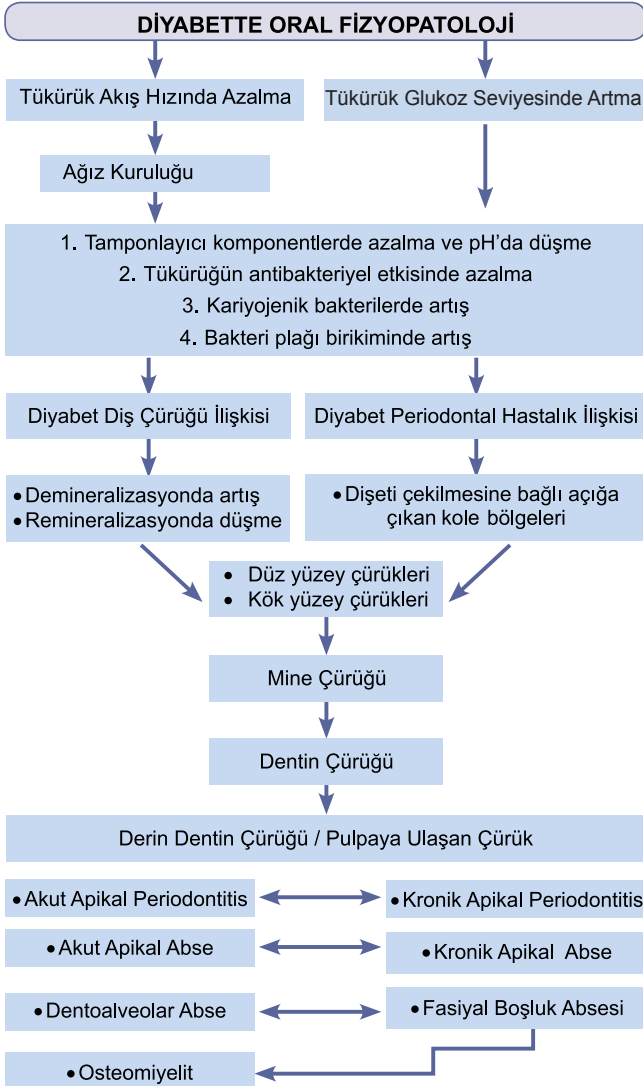 DİYABETTE ORAL FİZYOPATOLOJİ
Tükürük Akış Hızında Azalma
Tükürük Glukoz Seviyesinde Artma
Ağız Kuruluğu
1. Tamponlayıcı komponentlerde azalma ve pH'da düşme
2. Tükürüğün antibakteriyel etkisinde azalma
3. Kariyojenik bakterilerde artış
4. Bakteri plağı birikiminde artış
Diyabet Diş Çürüğü İlişkisi
Diyabet Periodontal Hastalık İlişkisi
• Demineralizasyonda artış
• Remineralizasyonda düşme
• Dişeti çekilmesine bağlı açığa
çıkan kole bölgeleri
• Düz yüzey çürükleri
• Kök yüzey çürükleri
Mine Çürüğü
Dentin Çürüğü
Derin Dentin Çürüğü / Pulpaya Ulaşan Çürük
• Akut Apikal Periodontitis
• Kronik Apikal Periodontitis
• Akut Apikal Abse
• Kronik Apikal Abse
• Dentoalveolar Abse
• Fasiyal Boşluk Absesi
• Osteomiyelit